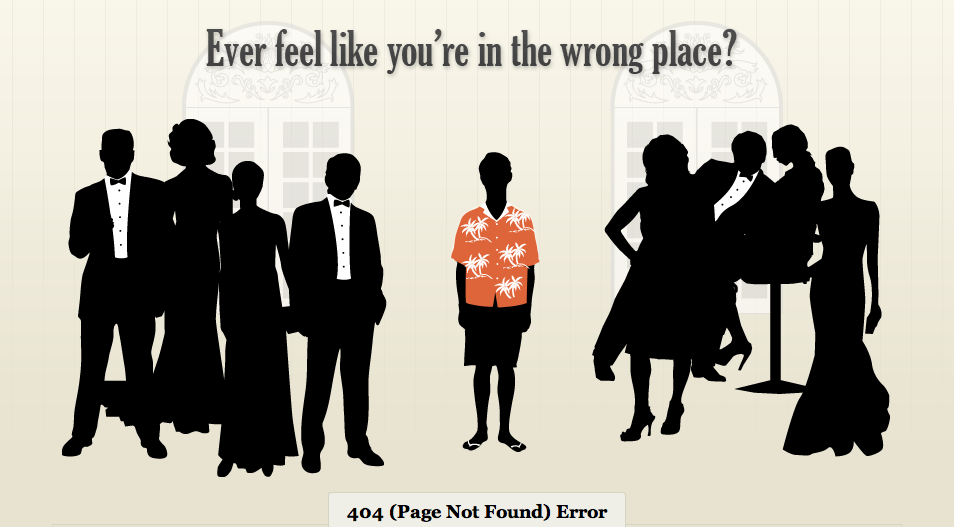 Ever feel like you’re in the wrong place?
404 (Page Not Found) Error